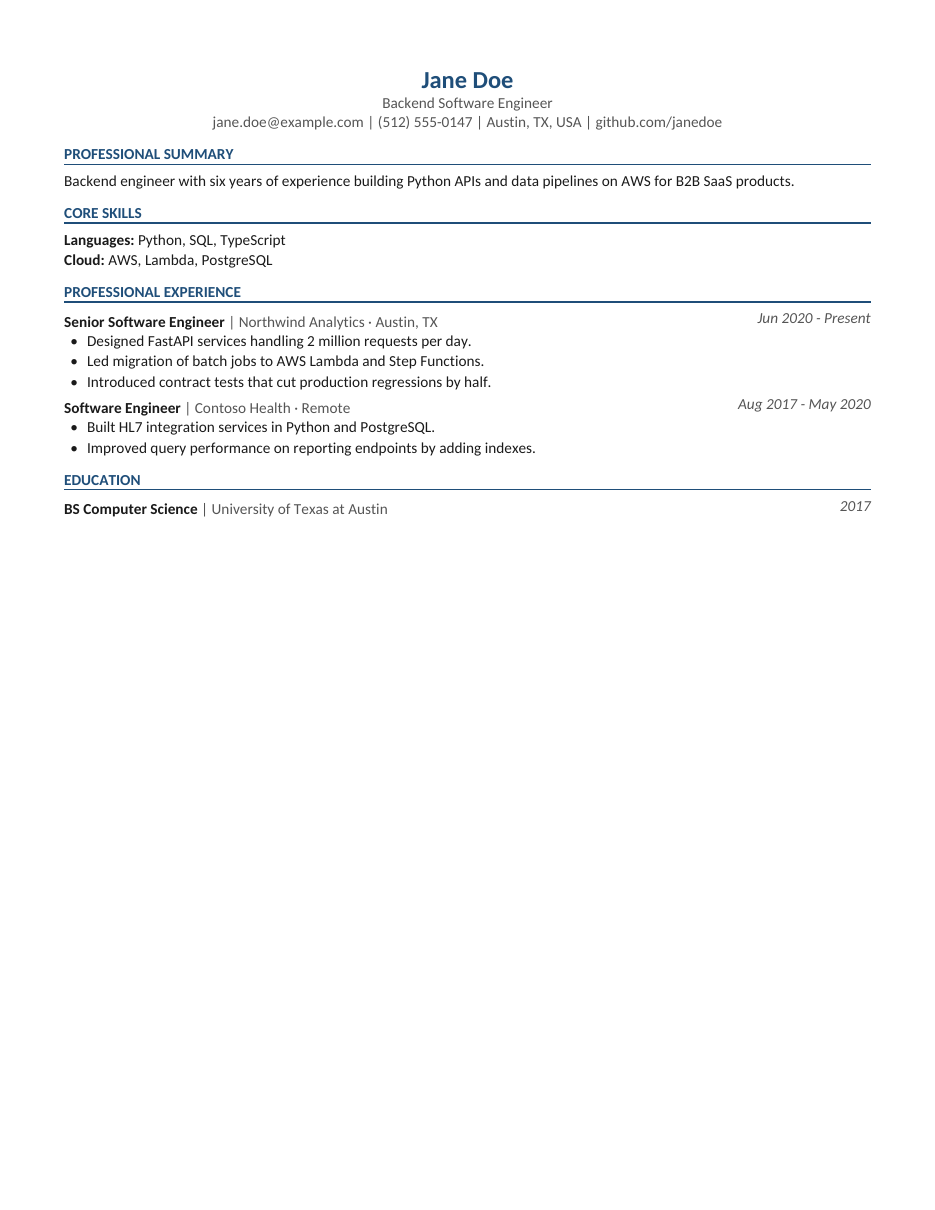 Jane Doe
Backend Software Engineer
jane.doe@example.com | (512) 555-0147 | Austin, TX, USA | github.com/janedoe
PROFESSIONAL SUMMARY
Backend engineer with six years of experience building Python APIs and data pipelines on AWS for B2B SaaS products.
CORE SKILLS
Languages: Python, SQL, TypeScript
Cloud: AWS, Lambda, PostgreSQL
PROFESSIONAL EXPERIENCE
Senior Software Engineer | Northwind Analytics · Austin, TX Jun 2020 - Present
• Designed FastAPI services handling 2 million requests per day.
• Led migration of batch jobs to AWS Lambda and Step Functions.
• Introduced contract tests that cut production regressions by half.
Software Engineer | Contoso Health · Remote Aug 2017 - May 2020
• Built HL7 integration services in Python and PostgreSQL.
• Improved query performance on reporting endpoints by adding indexes.
EDUCATION
BS Computer Science | University of Texas at Austin 2017